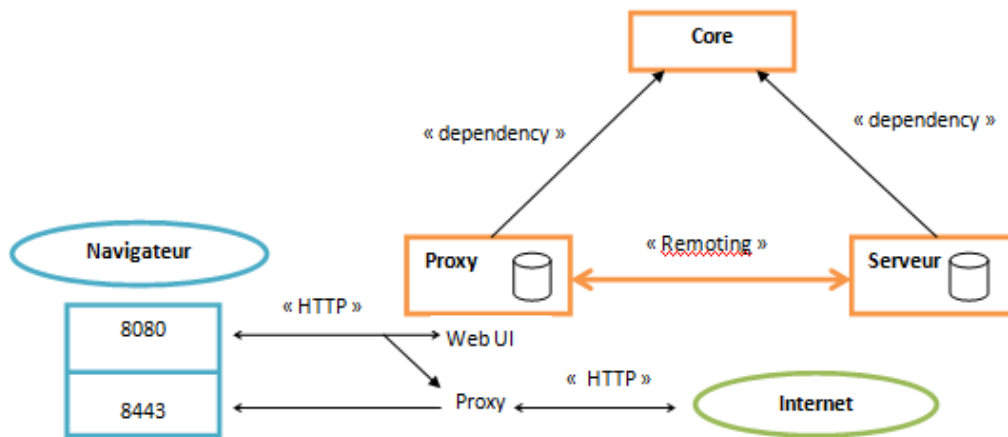 Core
« dependency »
« dependency »
Navigateur
Proxy
« Remoting »
Serveur
« HTTP »
8080
Web UI
« HTTP »
8443
Proxy
Internet